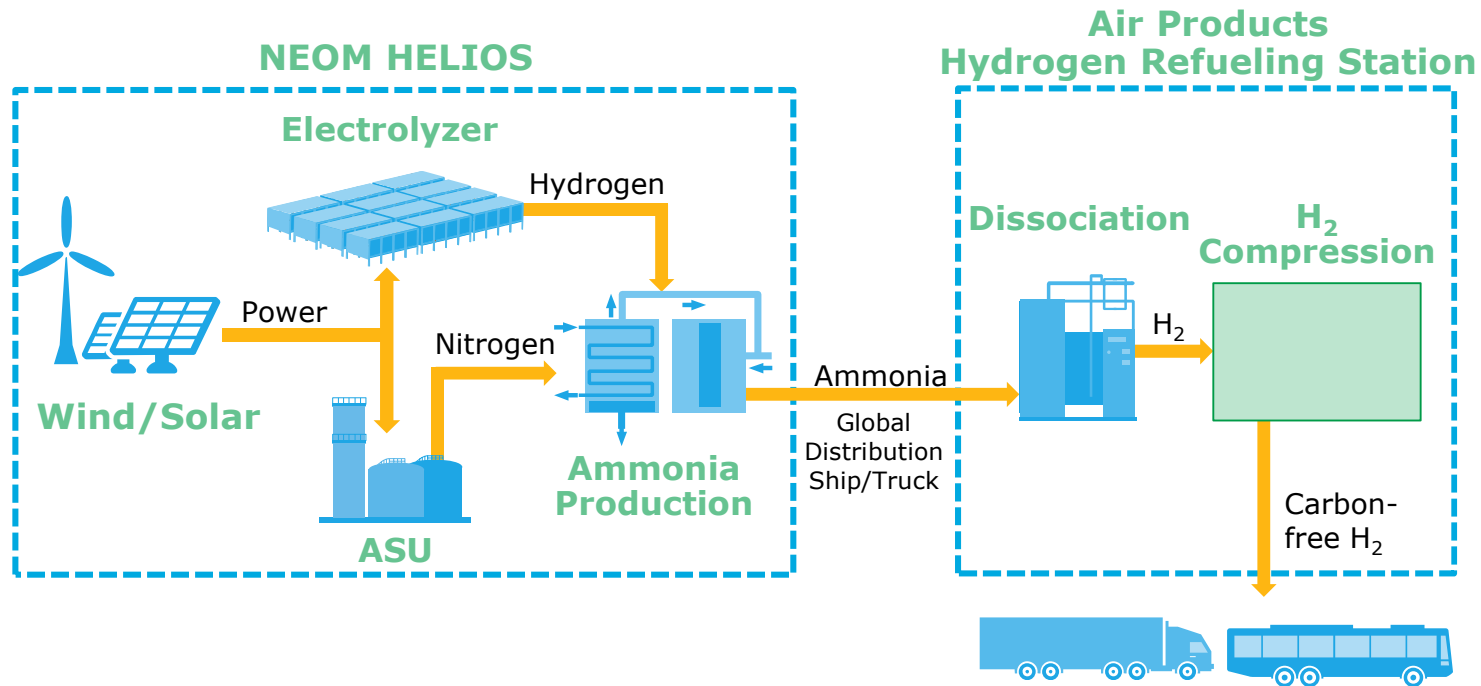 NEOM HELIOS
Electrolyzer
Hydrogen
Power
Nitrogen
Wind/Solar
ASU
Ammonia
Production
Ammonia
Global
Distribution
Ship/Truck
Air Products
Hydrogen Refueling Station
Dissociation
H₂
Compression
H₂
Carbon-
free H₂